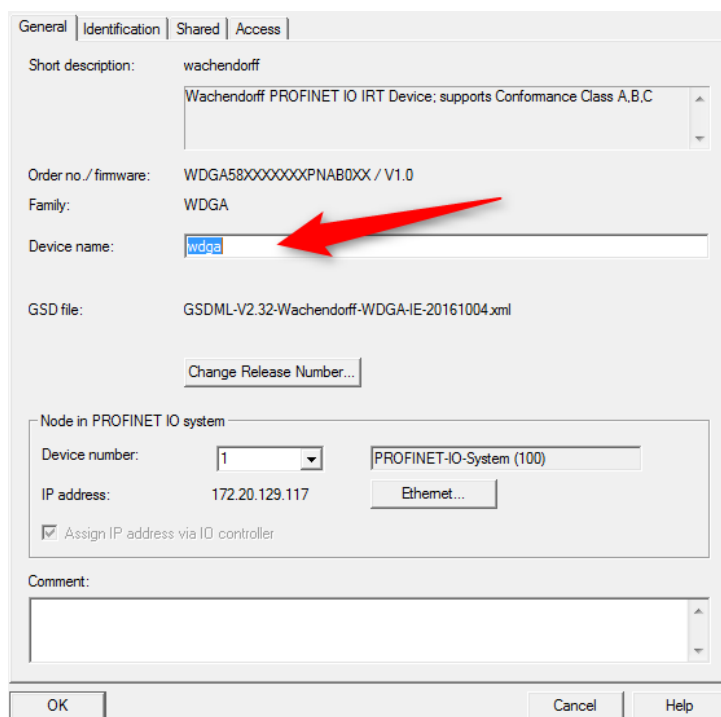 General Identification Shared Access
Short description: wachendorff
Wachendorff PROFINET IO IRT Device; supports Conformance Class A,B,C
Order no./ firmware: WDGA58XXXXXXXPNAB0XX / V1.0
Family: WDGA
Device name: wdga
GSD file: GSDML-V2.32-Wachendorff-WDGA-IE-20161004.xml
Change Release Number...
Node in PROFINET IO system
Device number: 1 PROFINET-IO-System (100)
IP address: 172.20.129.117 Ethernet...
Assign IP address via IO controller
Comment:
OK Cancel Help